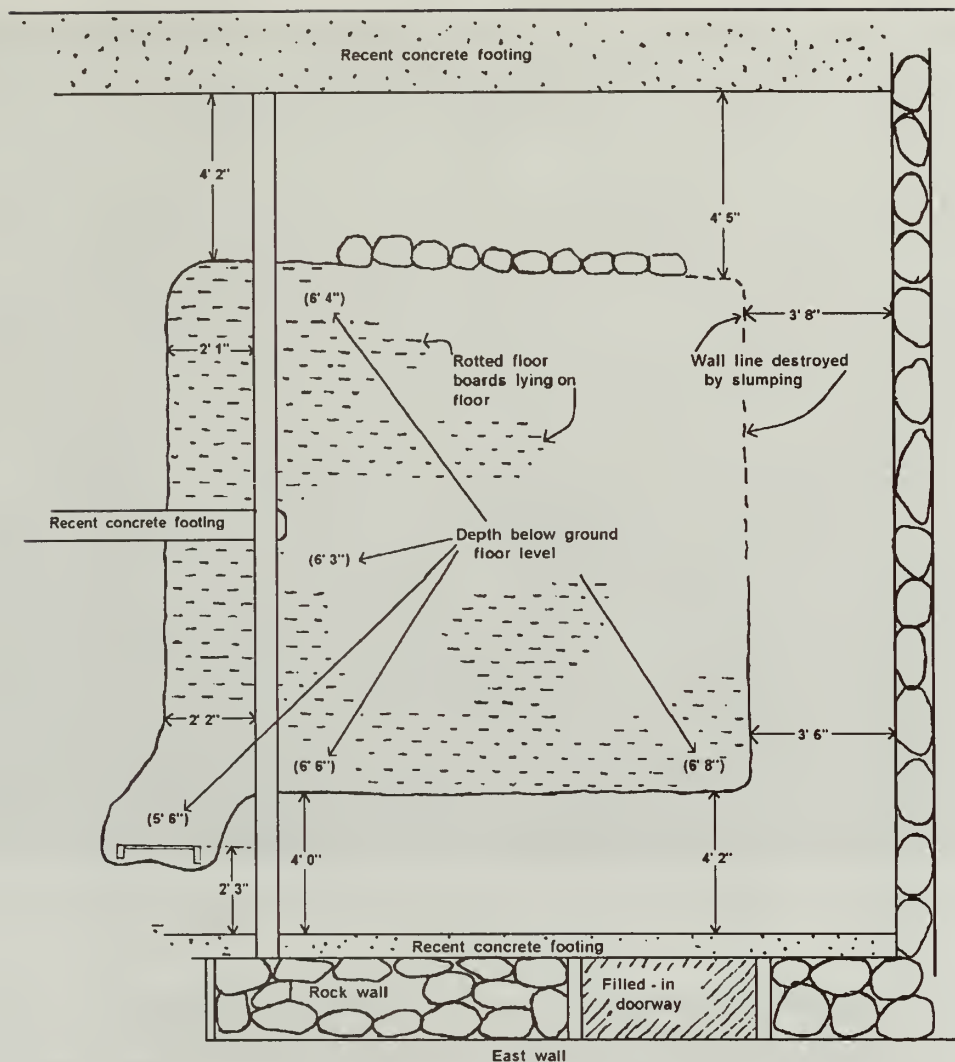 Recent concrete footing
4' 2"
4' 5"
(6' 4")
3' 8"
2' 1"
Rotted floor
boards lying on
floor
Wall line destroyed
by slumping
Recent concrete footing
Depth below ground
floor level
(6' 3")
2' 2"
3' 6"
(6' 6")
(6' 8")
(5' 6")
4' 0"
4' 2"
2' 3"
Recent concrete footing
Rock wall
Filled - in
doorway
East wall